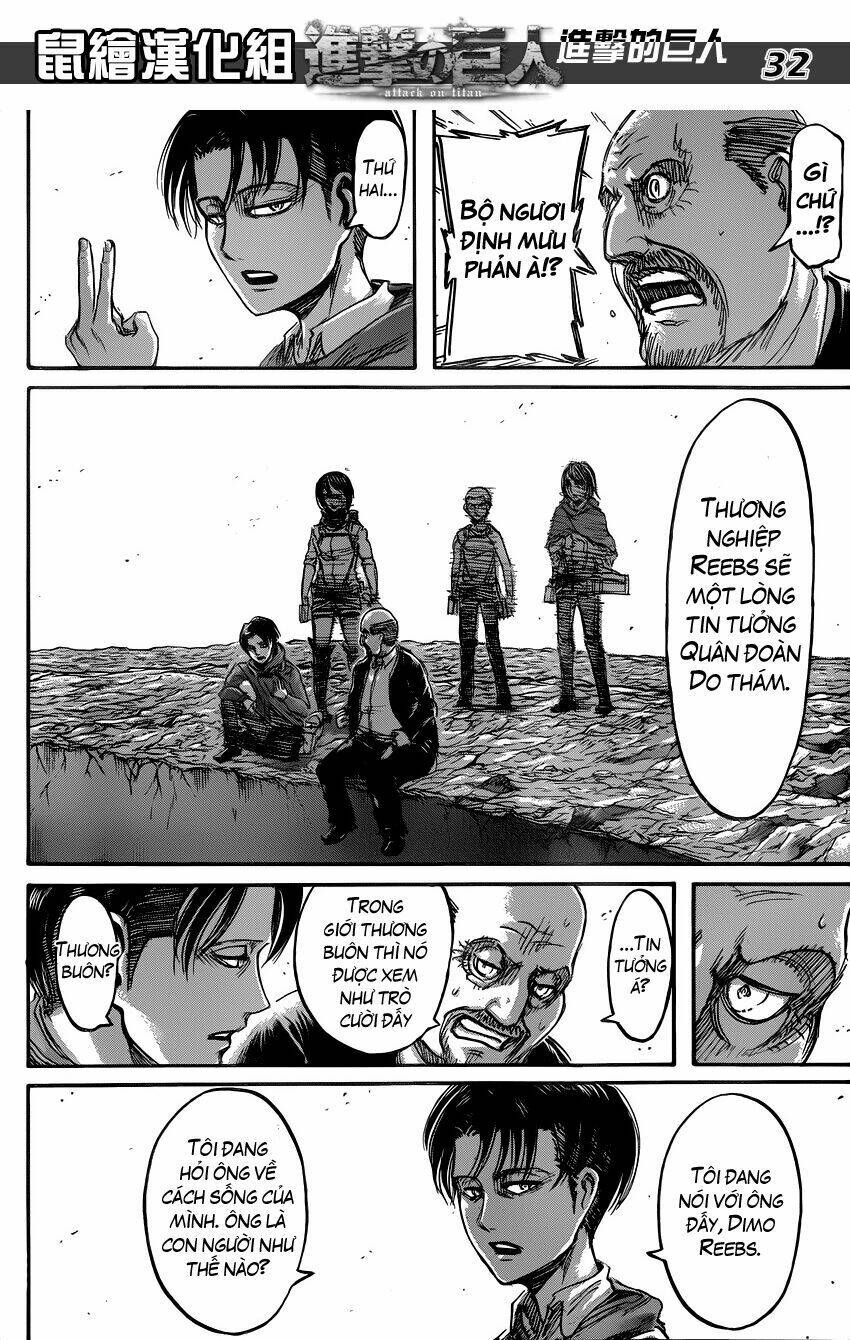 鼠繪漢化組
進撃の巨人
attack on titan
進擊的巨人
32
GÌ
CHỨ
...!?
BỘ NGƯƠI
ĐỊNH MƯU
PHẢN À!?
THỨ
HAI...
THƯƠNG
NGHIỆP
REEBS SẼ
MỘT LÒNG
TIN TƯỞNG
QUÂN ĐOÀN
DO THÁM.
...TIN
TƯỞNG
Á?
TRONG
GIỚI THƯƠNG
BUÔN THÌ NÓ
ĐƯỢC XEM
NHƯ TRÒ
CƯỜI ĐẤY
THƯƠNG
BUÔN?
TÔI ĐANG
NÓI VỚI ÔNG
ĐẤY, DIMO
REEBS.
TÔI ĐANG
HỎI ÔNG VỀ
CÁCH SỐNG CỦA
MÌNH. ÔNG LÀ
CON NGƯỜI NHƯ
THẾ NÀO?